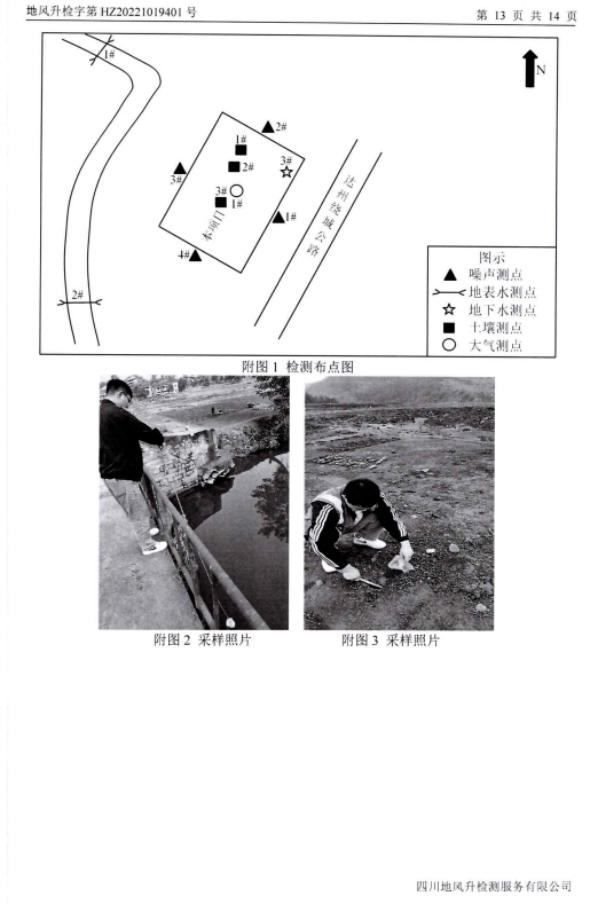 地风升检字第 HZ20221019401 号
第 13 页 共 14 页
1#
N
2#
1#
3#
2#
3#
3#
1#
本项目
1#
4#
2#
达州绕城公路
图示
噪声测点
地表水测点
地下水测点
土壤测点
大气测点
附图 1 检测布点图
附图 2 采样照片
附图 3 采样照片
四川地风升检测服务有限公司